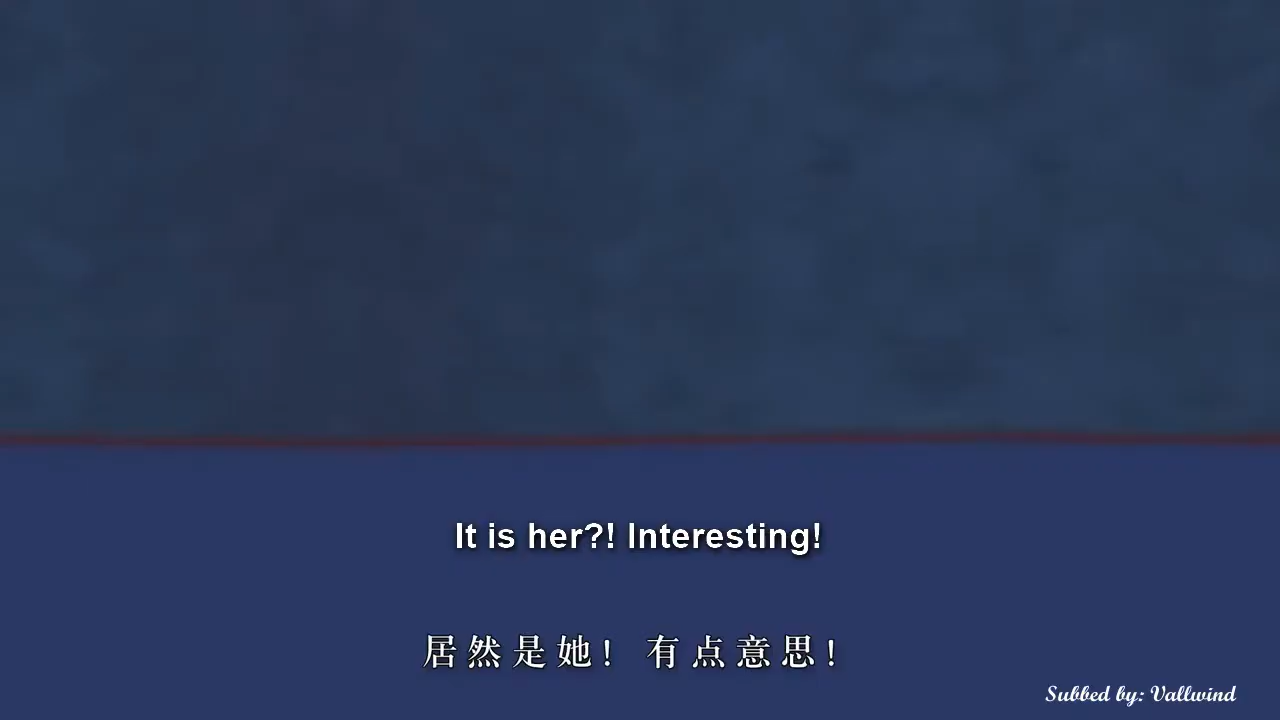 It is her?! Interesting!
居然是她！ 有点意思！
Subbed by: Vallwind